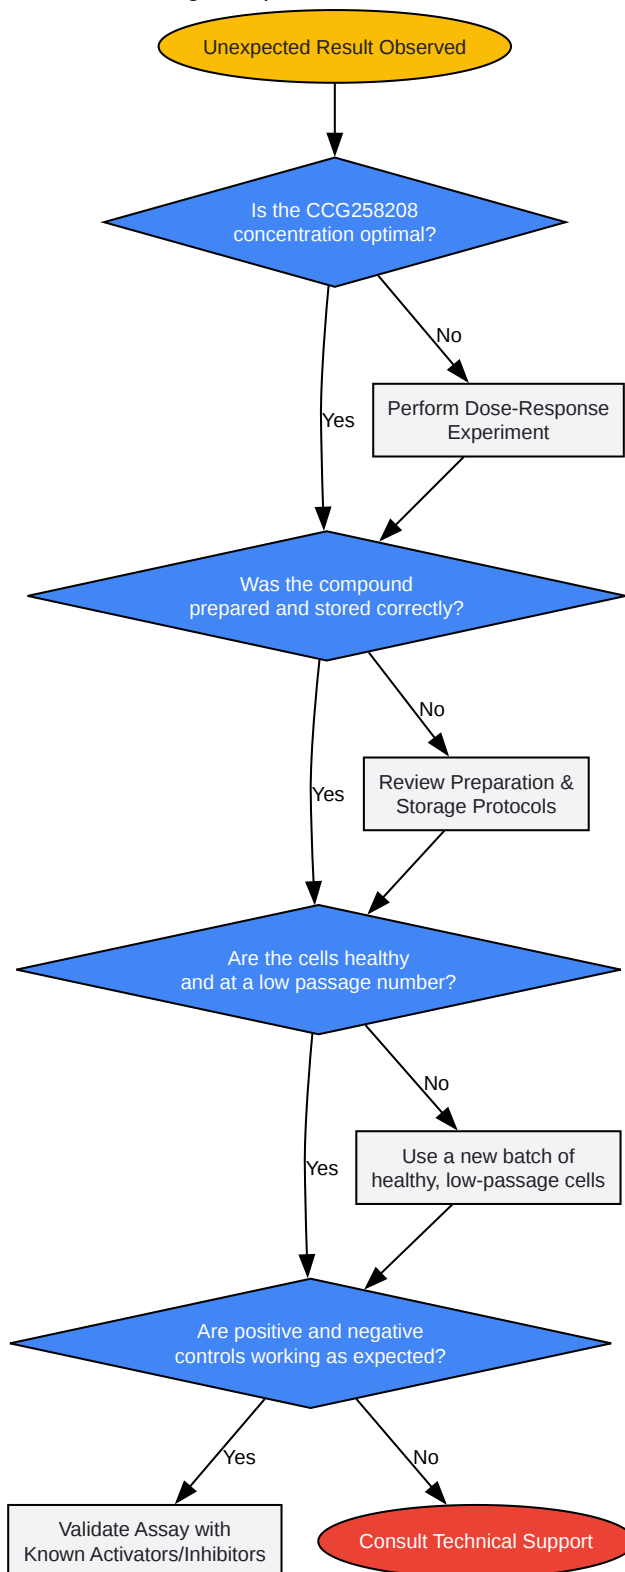 Unexpected Result Observed
Is the CCG258208
concentration optimal?
No
Perform Dose-Response
Experiment
Yes
Was the compound
prepared and stored correctly?
No
Review Preparation &
Storage Protocols
Yes
Are the cells healthy
and at a low passage number?
No
Use a new batch of
healthy, low-passage cells
Yes
Are positive and negative
controls working as expected?
Yes
No
Validate Assay with
Known Activators/Inhibitors
Consult Technical Support